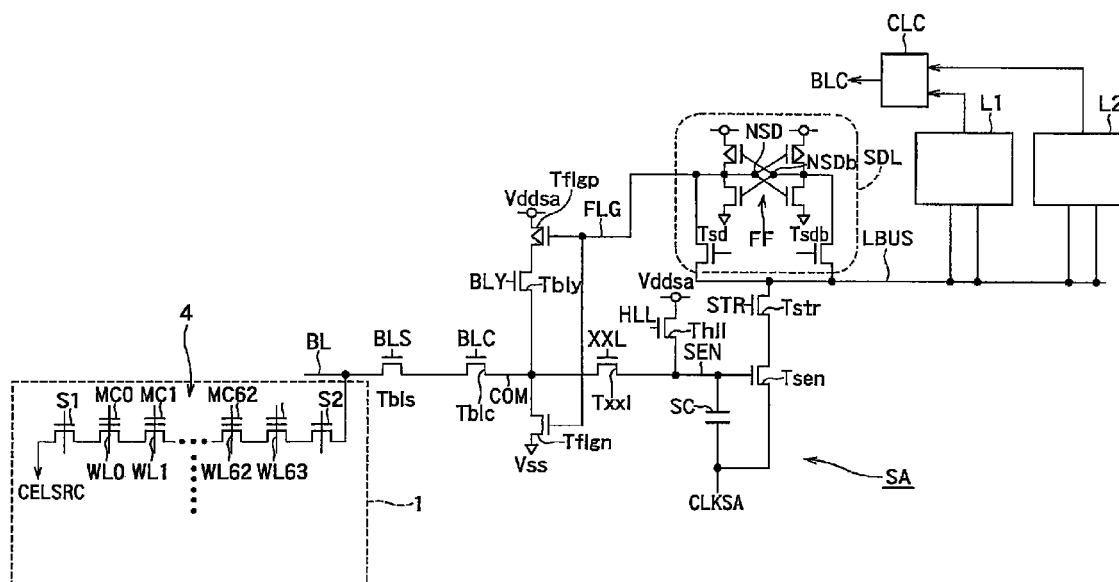 CLC
BLC
L1
L2
NSD
NSDb
SDL
Vddsa
Tflgp
FLG
Tsd
FF
Tsdb
LBUS
BLY
Tbly
Vddsa
HLL
Thll
STR
Tstr
4
BL
BLS
BLC
XXL
SEN
Tsen
S1
MC0
MC1
MC62
S2
Tbls
Tblc
COM
Txxl
SC
Tflgn
Vss
WL0
WL1
WL62
WL63
CELSRC
1
CLKSA
SA